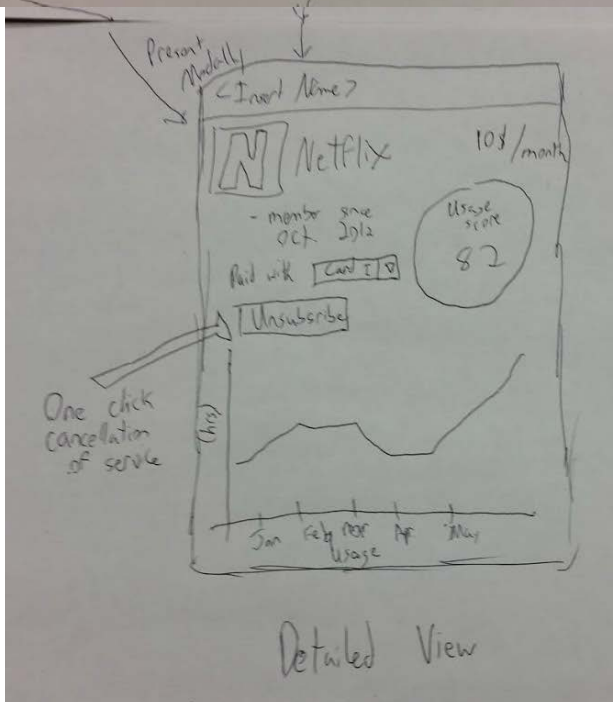 Present
Modally
<Insert Name>
N
Netflix
10$/month
- member since
Oct 2012
Usage
score
82
Paid with
Card I
Unsubscribe
One click
cancellation
of service
(hrs)
Jan Feb Mar Apr May
Usage
Detailed View